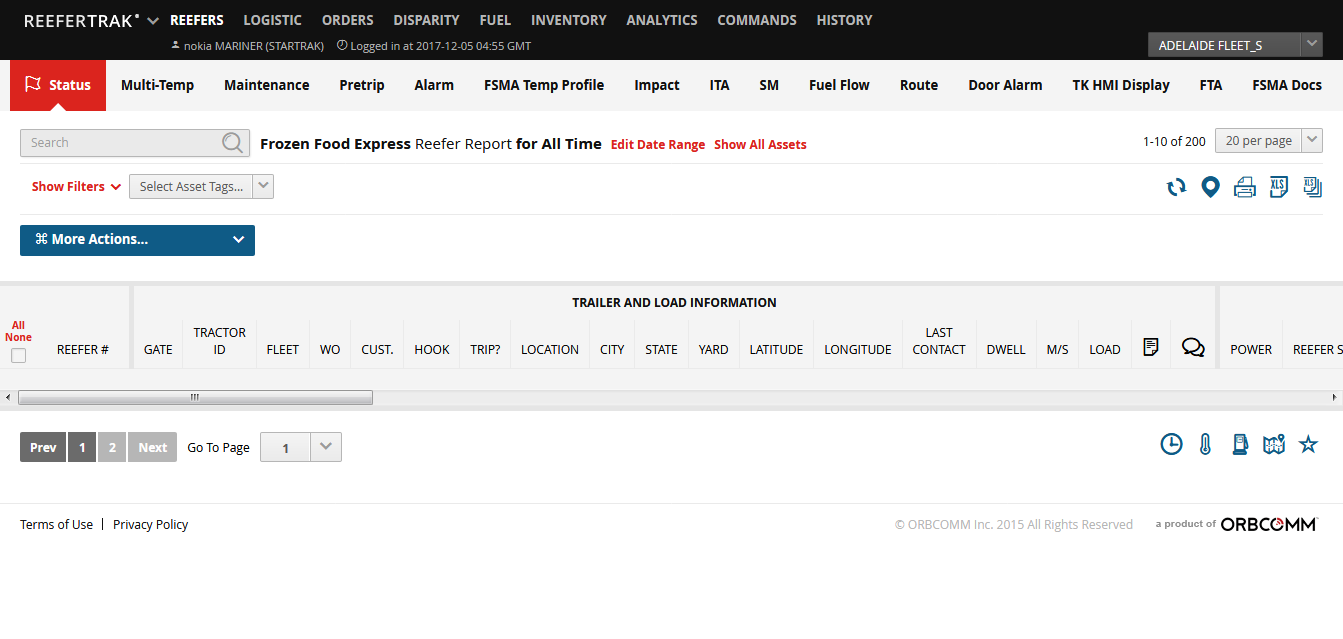 REEFERTRAK REEFERS LOGISTIC ORDERS DISPARITY FUEL INVENTORY ANALYTICS COMMANDS HISTORY
nokia MARINER (STARTRAK) Logged in at 2017-12-05 04:55 GMT
ADELAIDE FLEET_S
Status Multi-Temp Maintenance Pretrip Alarm FSMA Temp Profile Impact ITA SM Fuel Flow Route Door Alarm TK HMI Display FTA FSMA Docs
Search Frozen Food Express Reefer Report for All Time Edit Date Range Show All Assets 1-10 of 200 20 per page
Show Filters Select Asset Tags... XLS XLS
⌘ More Actions...
TRAILER AND LOAD INFORMATION
All
None
REEFER # GATE TRACTOR ID FLEET WO CUST. HOOK TRIP? LOCATION CITY STATE YARD LATITUDE LONGITUDE LAST CONTACT DWELL M/S LOAD POWER REEFER S
Prev 1 2 Next Go To Page 1
Terms of Use | Privacy Policy © ORBCOMM Inc. 2015 All Rights Reserved a product of ORBCOMM